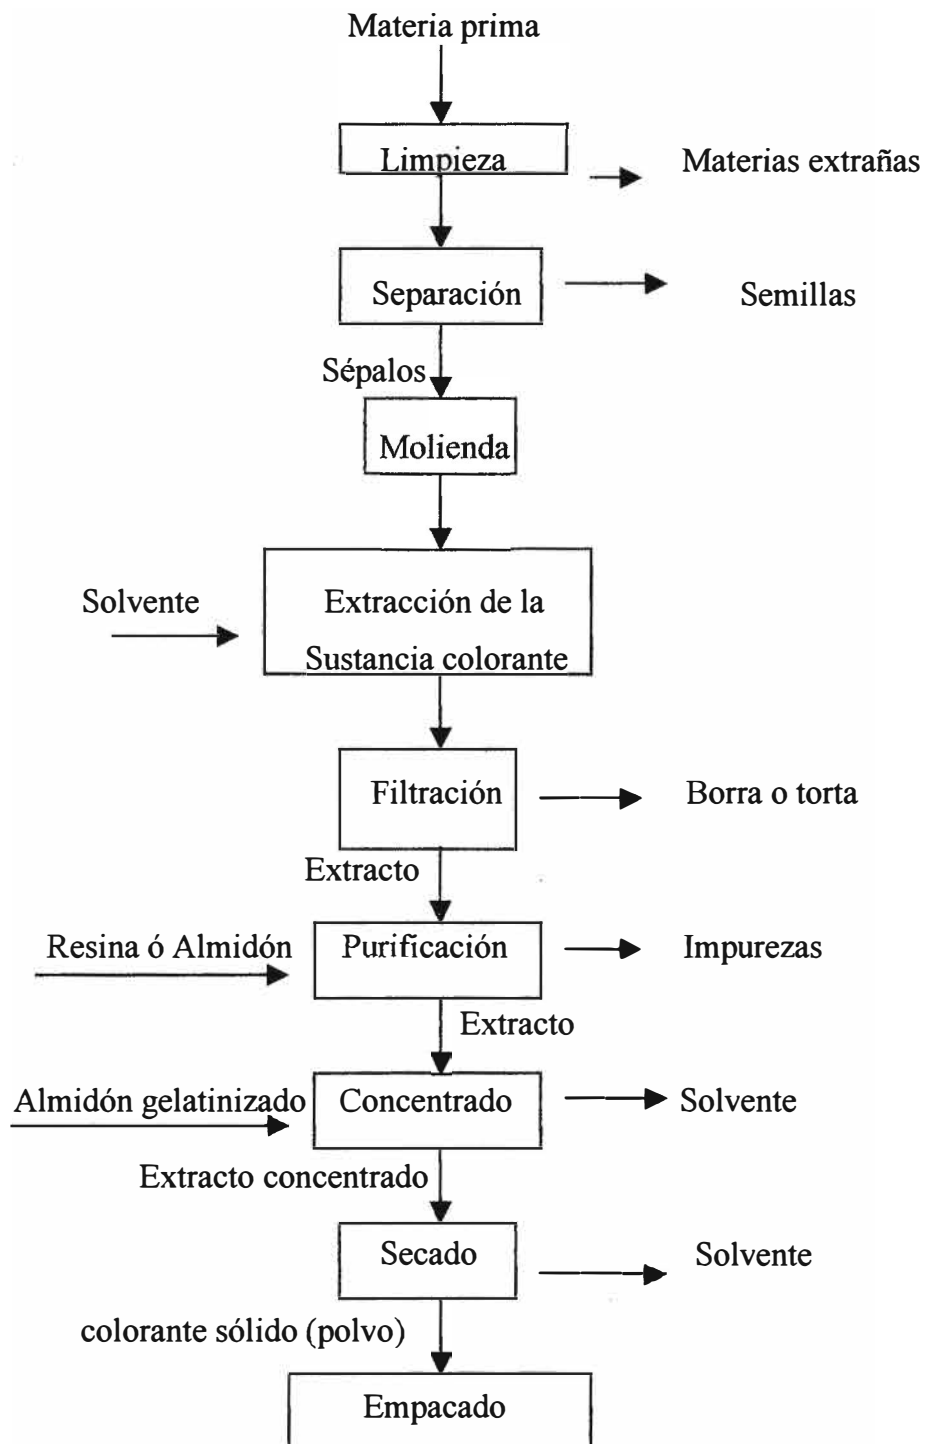 Materia prima
Limpieza
Materias extrañas
Separación
Semillas
Sépalos
Molienda
Solvente
Extracción de la
Sustancia colorante
Filtración
Borra o torta
Extracto
Resina ó Almidón
Purificación
Impurezas
Extracto
Almidón gelatinizado
Concentrado
Solvente
Extracto concentrado
Secado
Solvente
colorante sólido (polvo)
Empacado